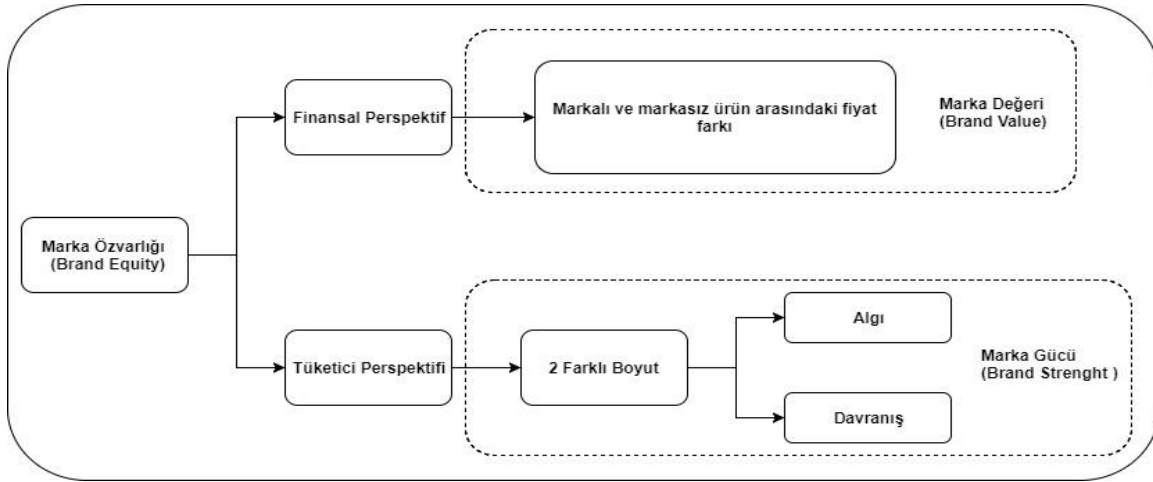 Finansal Perspektif
Markalı ve markasız ürün arasındaki fiyat
farkı
Marka Değeri
(Brand Value)
Marka Özvarlığı
(Brand Equity)
Tüketici Perspektifi
2 Farklı Boyut
Algı
Davranış
Marka Gücü
(Brand Strenght )